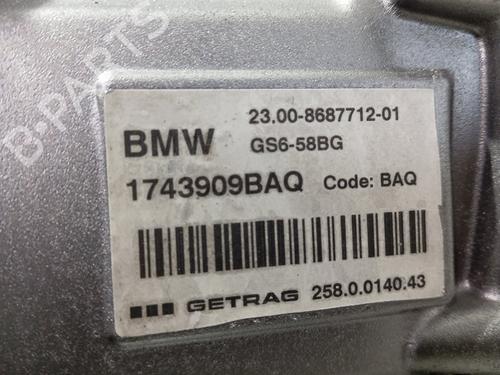 B-PARTS
23.00-8687712-01
BMW GS6-58BG
1743909BAQ Code: BAQ
GETRAG 258.0.0140.43